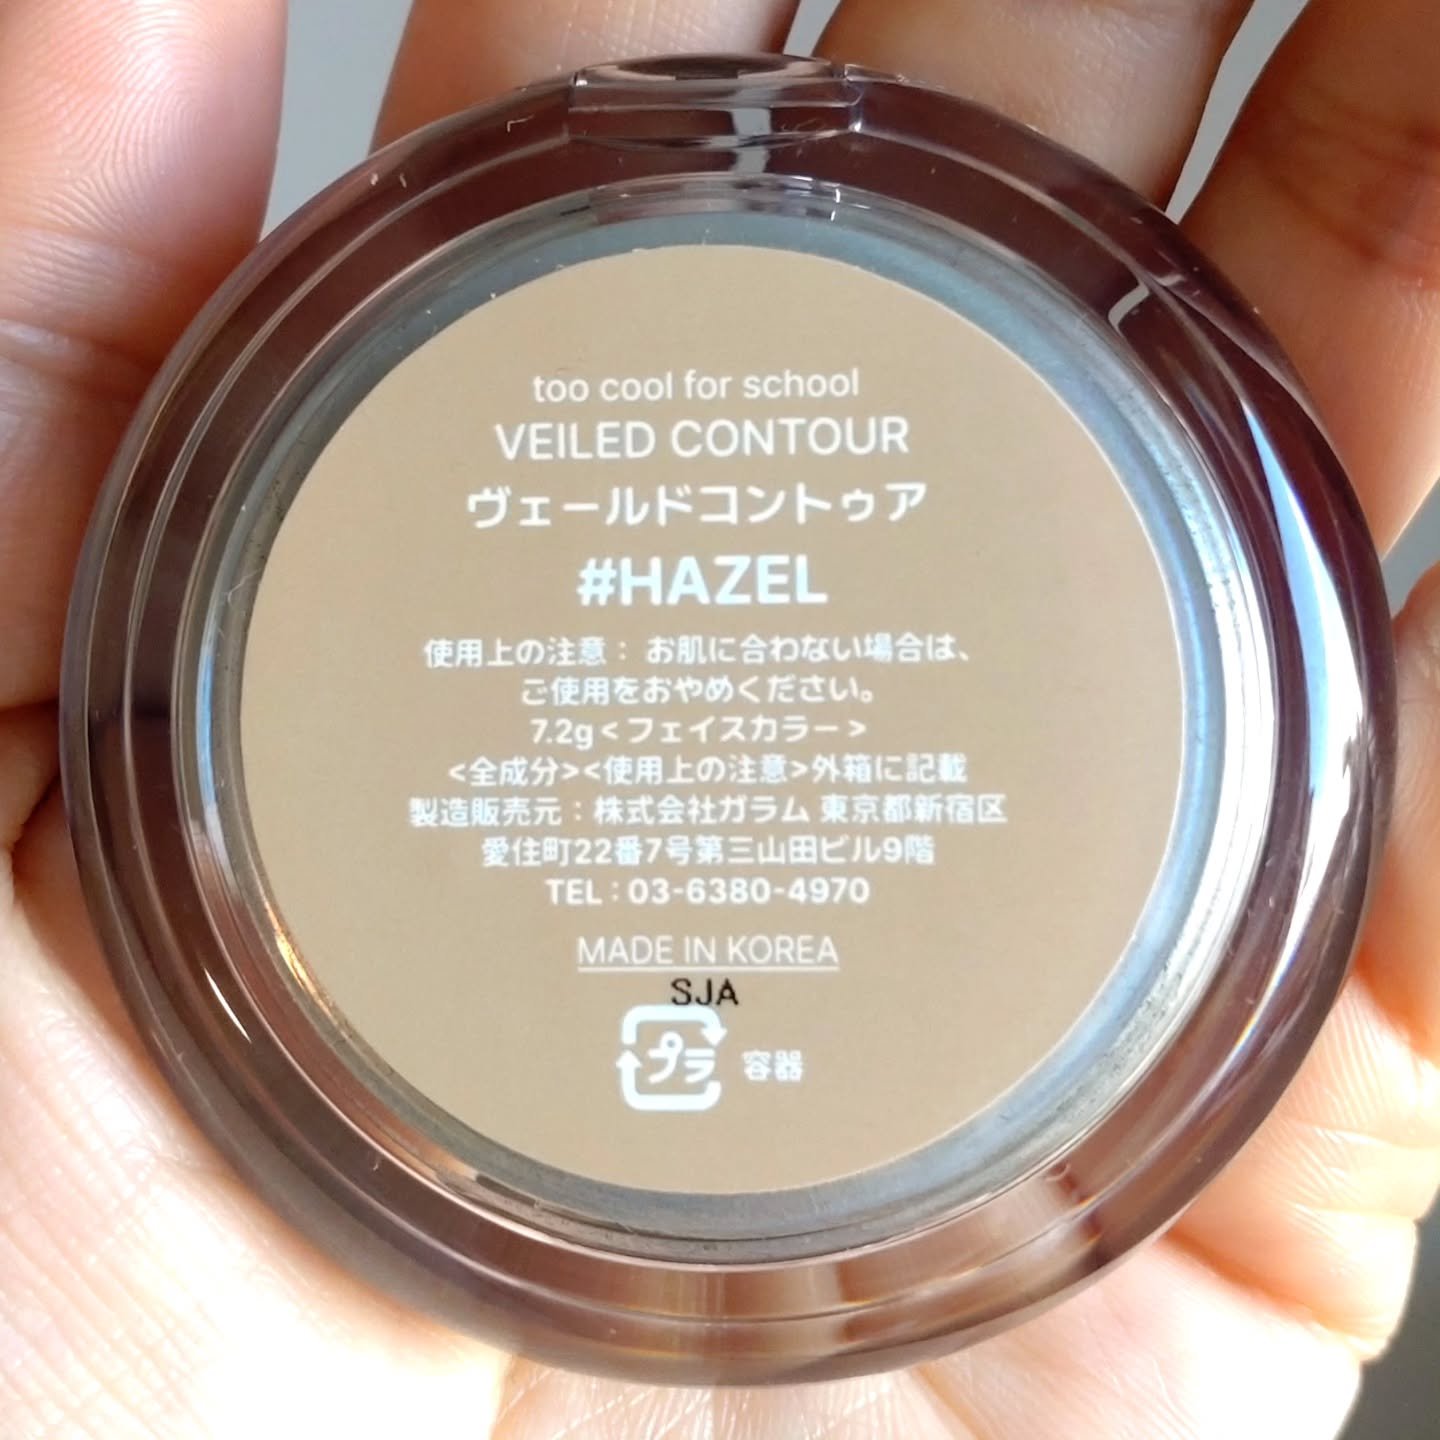 too cool for school
VEILED CONTOUR
ヴェールドコントゥア
#HAZEL
使用上の注意： お肌に合わない場合は、
ご使用をおやめください。
7.2g<フェイスカラー>
<全成分><使用上の注意>外箱に記載
製造販売元：株式会社ガラム 東京都新宿区
愛住町22番7号第三山田ビル9階
TEL : 03-6380-4970
MADE IN KOREA
SJA
プラ 容器